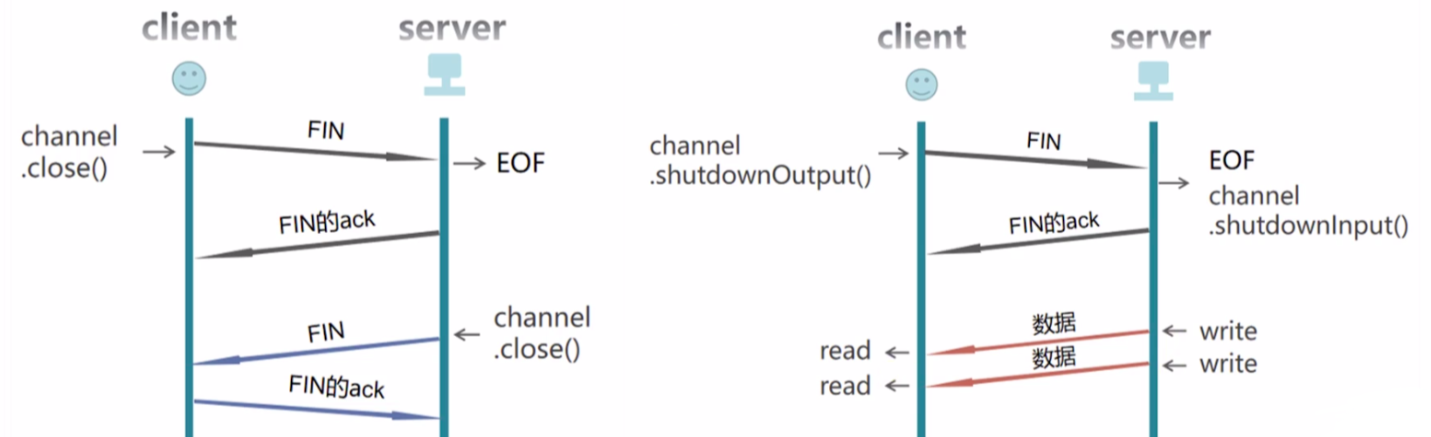 client
server
channel
.close()
FIN
EOF
FIN的ack
channel
.close()
FIN
FIN的ack
client
server
channel
.shutdownOutput()
FIN
EOF
channel
.shutdownInput()
FIN的ack
数据
write
read
数据
write
read